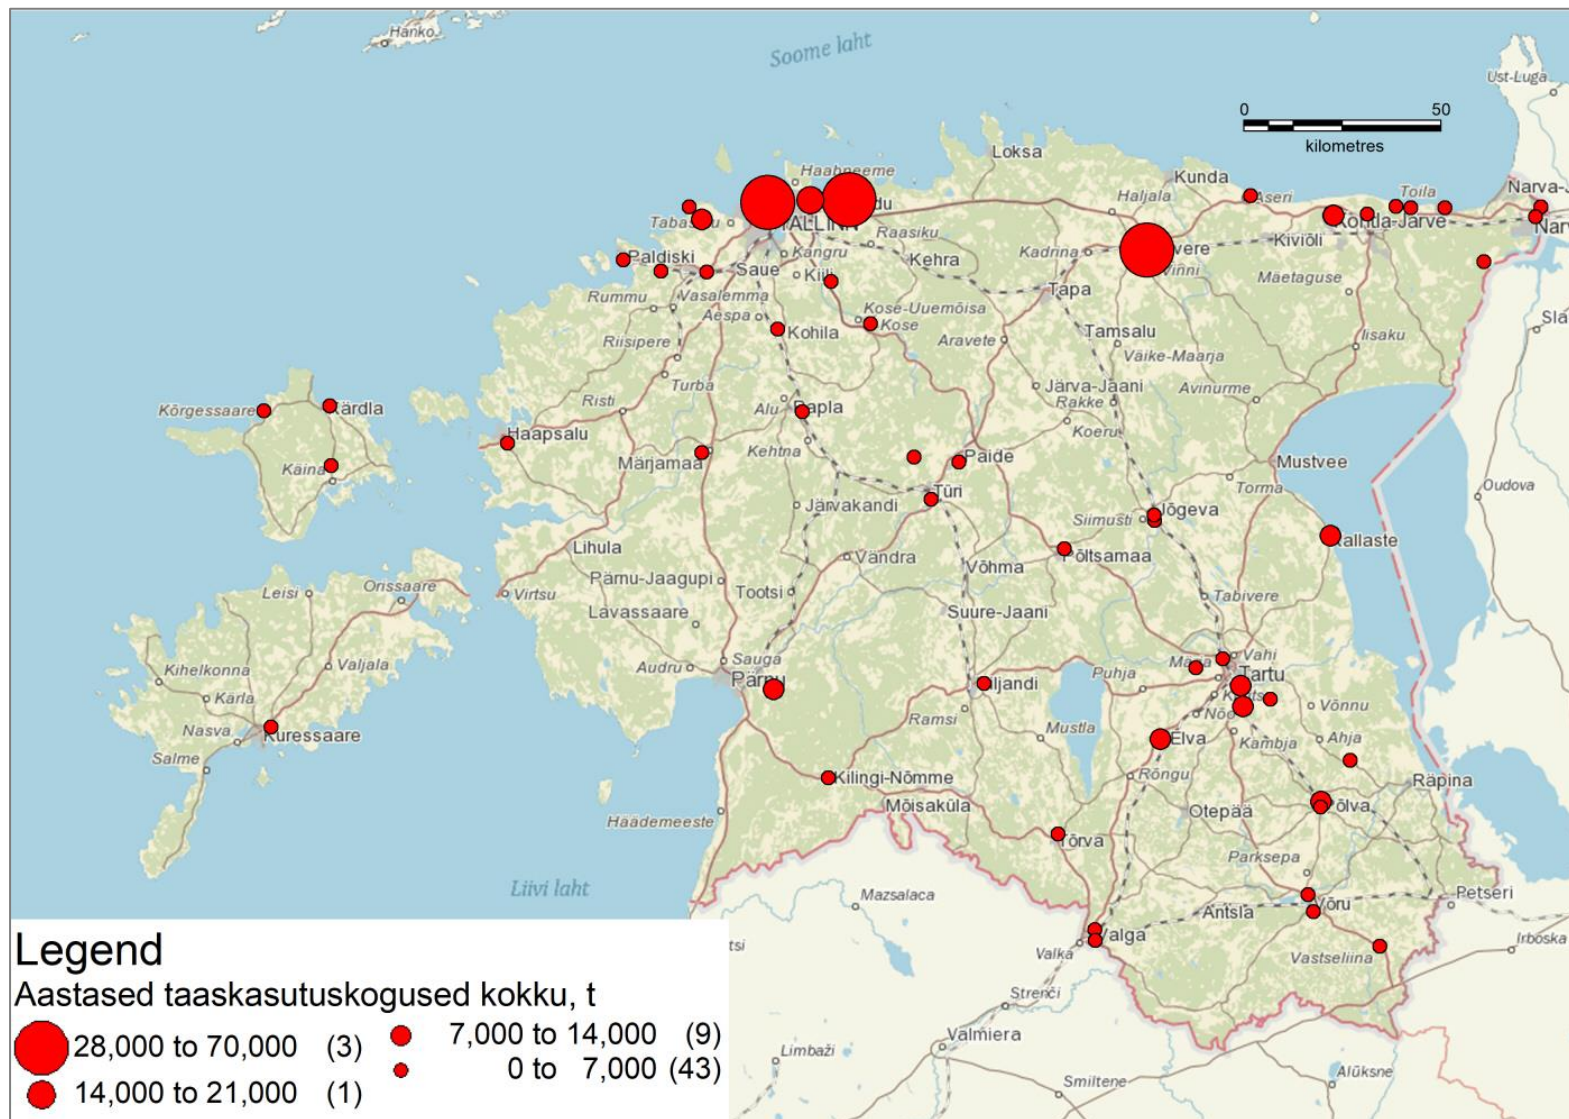 Hanko
Soome laht
Ust-Luga
0 50
kilometres
Loksa
Haabneeme
Kunda
Haljala
Aseri
Toila
Narva-J
TALLINN
Raasiku
Kohtla-Järve
Narv
Kangru
Kadrina
Vinni
Kiviõli
Paldiski
Saue
Kiili
Kehra
Mäetaguse
Rummu
Vasalemma
Tapa
Aespa
Kose-Uuemõisa
Kose
Kohila
Tamsalu
Iisaku
Sla
Riisipere
Aravete
Väike-Maarja
Turba
Järva-Jaani
Avinurme
Kõrgessaare
Kärdla
Risti
Alu
Rapla
Rakke
Koeru
Haapsalu
Märjamaa
Kehtna
Paide
Mustvee
Käina
Torma
Oudova
Türi
Järvakandi
Siimusti
Jõgeva
Kallaste
Lihula
Vändra
Põltsamaa
Võhma
Leisi
Orissaare
Virtsu
Pärnu-Jaagupi
Tootsi
Tabivere
Lavassaare
Suure-Jaani
Kihelkonna
Valjala
Audru
Sauga
Märja
Vahi
Kärla
Pärnu
Viljandi
Puhja
Tartu
Ramsi
Nõo
Võnnu
Nasva
Kuressaare
Mustla
Elva
Kambja
Ahja
Salme
Kilingi-Nõmme
Rõngu
Räpina
Mõisaküla
Otepää
Põlva
Häädemeeste
Tõrva
Parksepa
Liivi laht
Mazsalaca
Antsla
Võru
Petseri
Valga
Valka
Vastseliina
Irboska
Strenči
Valmiera
Limbaži
Smiltene
Alūksne
Legend
Aastased taaskasutuskogused kokku, t
28,000 to 70,000 (3)
14,000 to 21,000 (1)
7,000 to 14,000 (9)
0 to 7,000 (43)